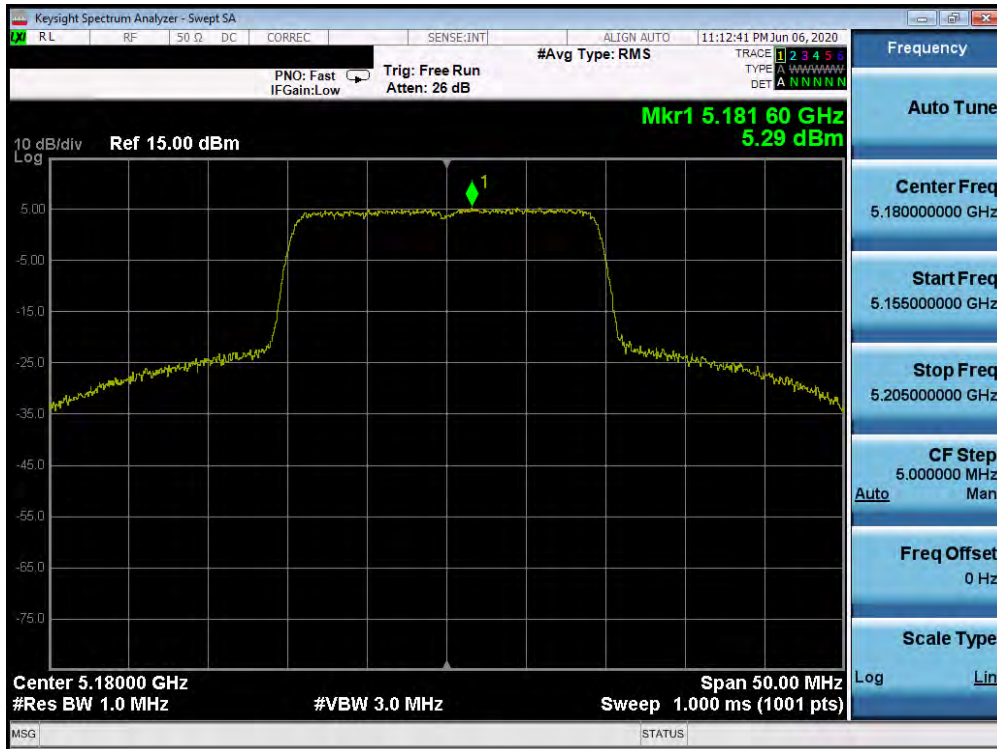 Keysight Spectrum Analyzer - Swept SA
LXI RL RF 50 Ω DC CORREC SENSE:INT ALIGN AUTO 11:12:41 PM Jun 06, 2020
#Avg Type: RMS
TRACE 1 2 3 4 5 6
TYPE A WWWWW
DET A N N N N N
PNO: Fast
IFGain:Low
Trig: Free Run
Atten: 26 dB
Mkr1 5.181 60 GHz
5.29 dBm
10 dB/div
Log
Ref 15.00 dBm
1
5.00
-5.00
-15.0
-25.0
-35.0
-45.0
-55.0
-65.0
-75.0
Center 5.18000 GHz
#Res BW 1.0 MHz
#VBW 3.0 MHz
Span 50.00 MHz
Sweep 1.000 ms (1001 pts)
MSG
STATUS
Frequency
Auto Tune
Center Freq
5.180000000 GHz
Start Freq
5.155000000 GHz
Stop Freq
5.205000000 GHz
CF Step
5.000000 MHz
Auto Man
Freq Offset
0 Hz
Scale Type
Log Lin